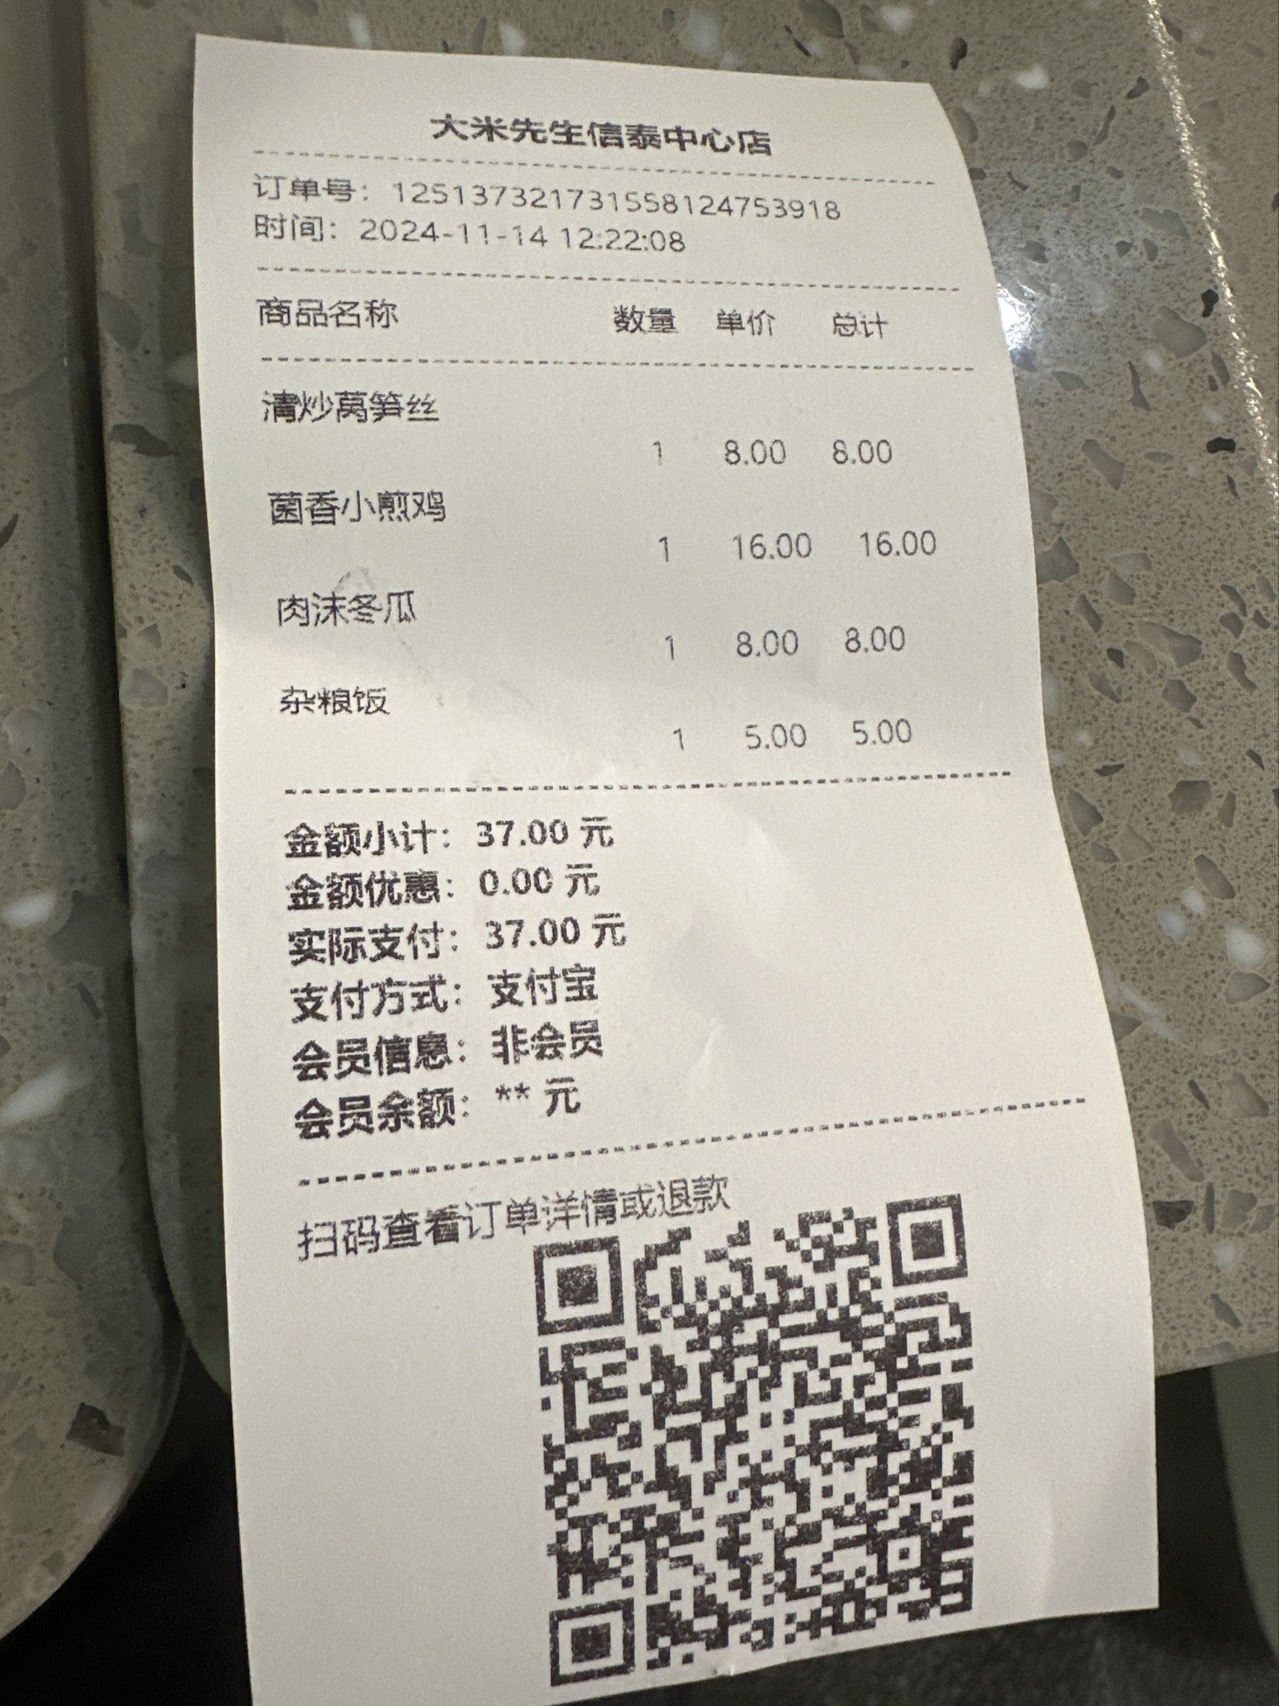 大米先生信泰中心店
订单号：1251373217315581​24753918
时间：2024-11-14 12:22:08
商品名称 数量 单价 总计
清炒莴笋丝
1 8.00 8.00
菌香小煎鸡
1 16.00 16.00
肉沫冬瓜
1 8.00 8.00
杂粮饭
1 5.00 5.00
金额小计：37.00 元
金额优惠：0.00 元
实际支付：37.00 元
支付方式：支付宝
会员信息：非会员
会员余额：** 元
扫码查看订单详情或退款